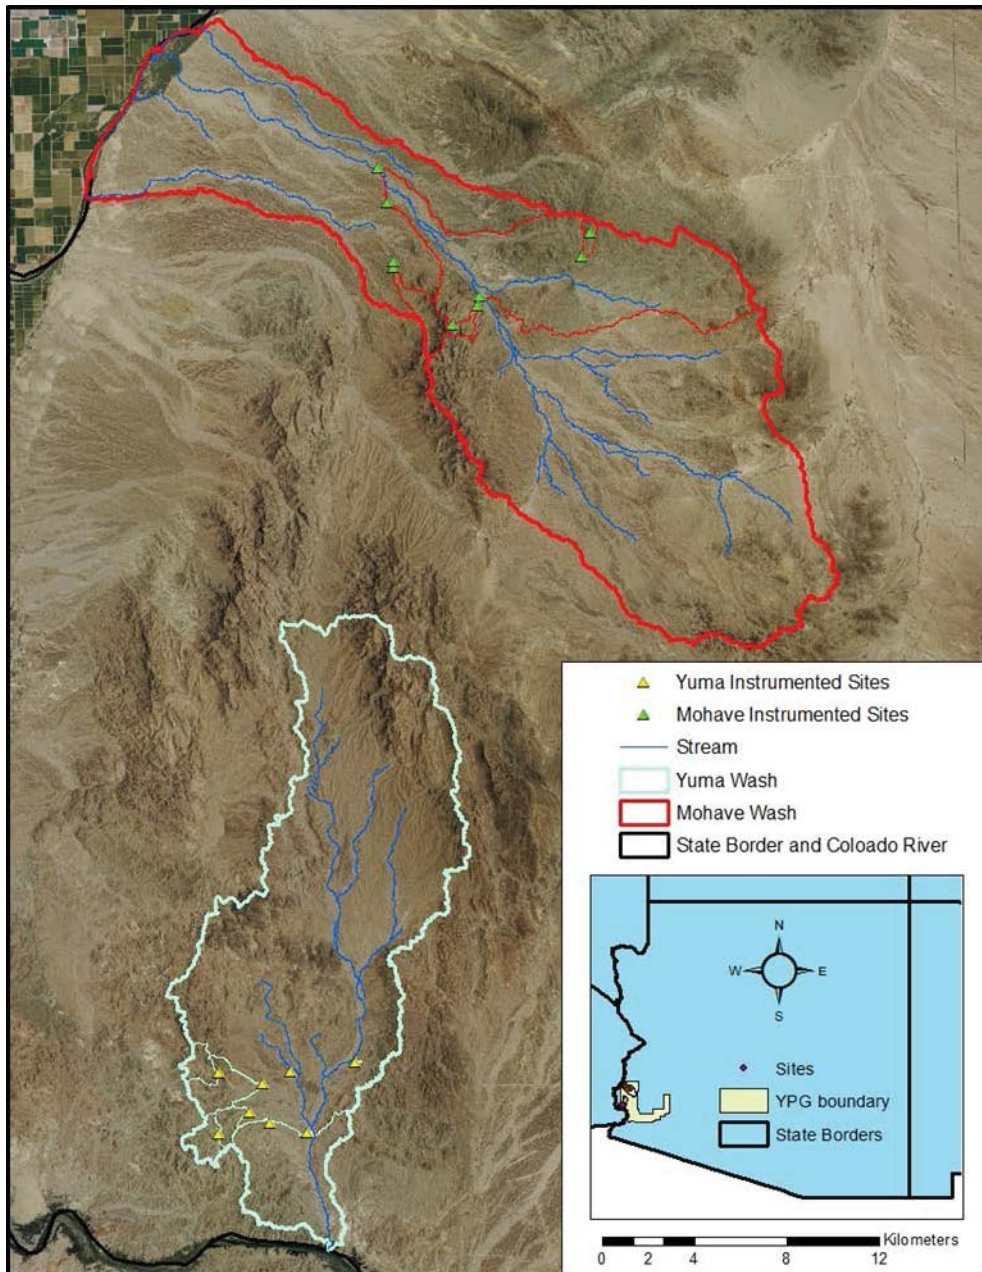 Yuma Instrumented Sites
Mohave Instrumented Sites
Stream
Yuma Wash
Mohave Wash
State Border and Coloado River
N
W E
S
Sites
YPG boundary
State Borders
Kilometers
0 2 4 8 12